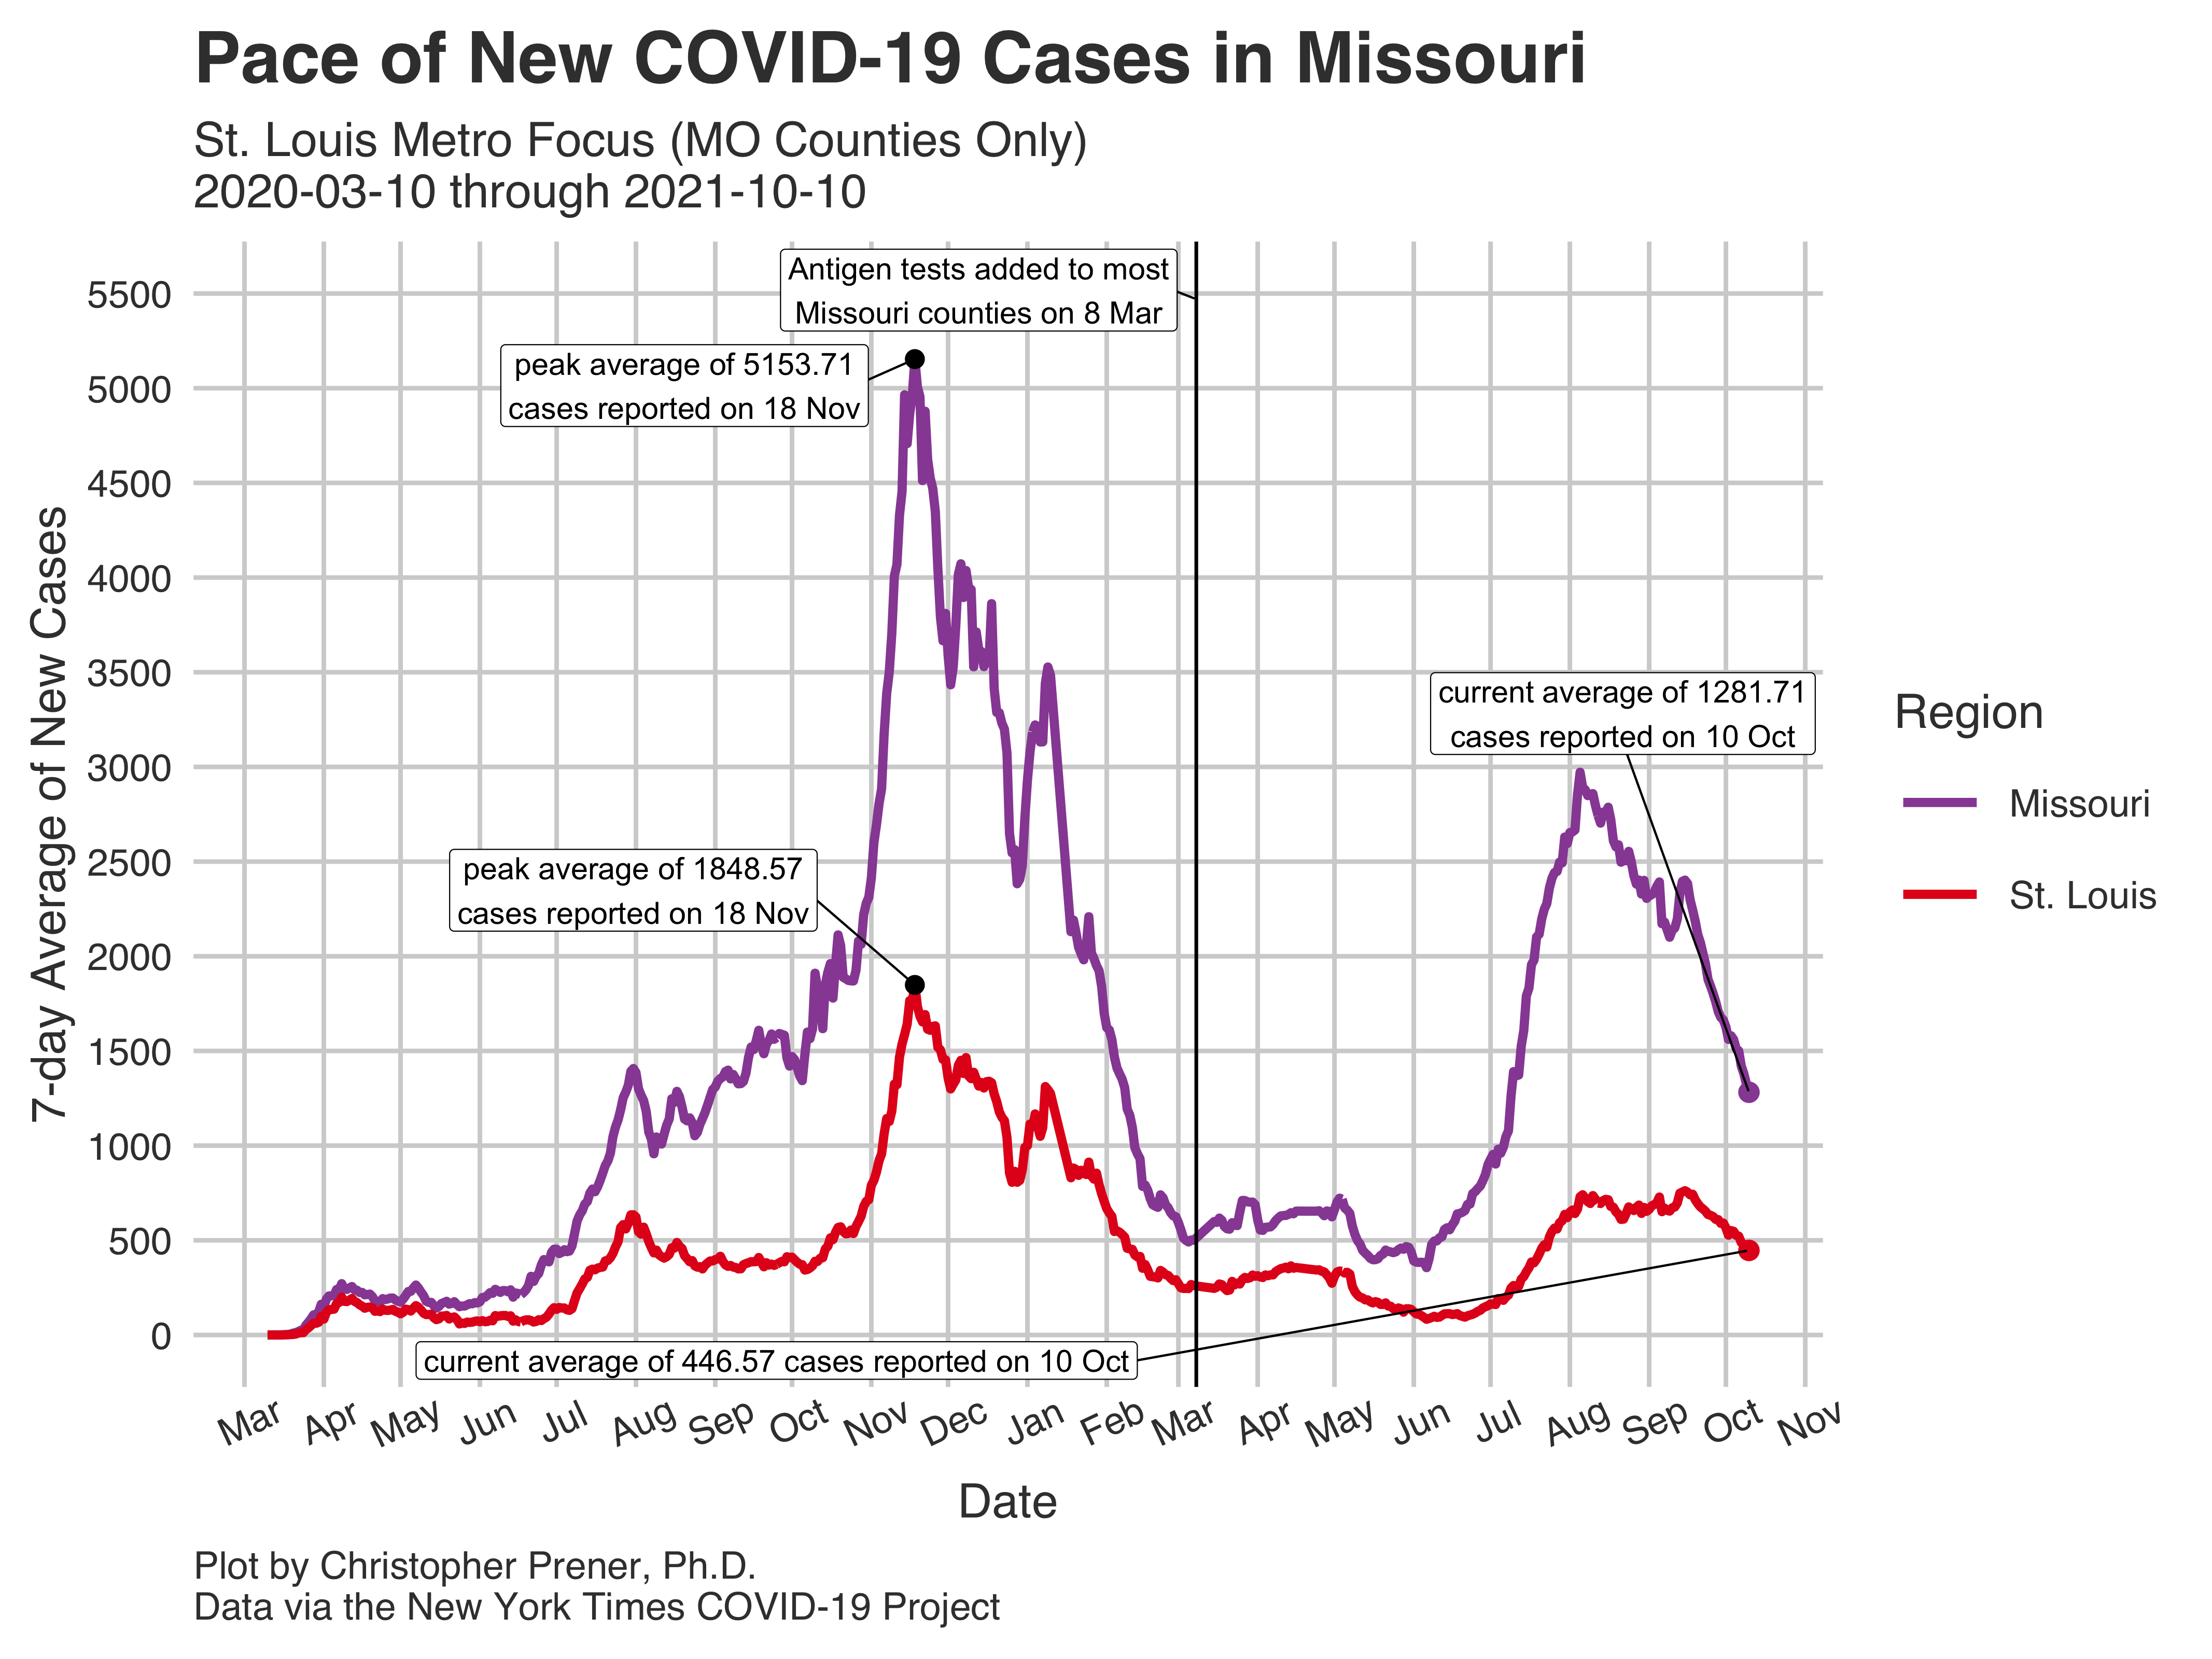 Pace of New COVID-19 Cases in Missouri
St. Louis Metro Focus (MO Counties Only)
2020-03-10 through 2021-10-10
Antigen tests added to most
Missouri counties on 8 Mar
peak average of 5153.71
cases reported on 18 Nov
peak average of 1848.57
cases reported on 18 Nov
current average of 1281.71
cases reported on 10 Oct
current average of 446.57 cases reported on 10 Oct
7-day Average of New Cases
5500
5000
4500
4000
3500
3000
2500
2000
1500
1000
500
0
Mar Apr May Jun Jul Aug Sep Oct Nov Dec Jan Feb Mar Apr May Jun Jul Aug Sep Oct Nov
Date
Region
Missouri
St. Louis
Plot by Christopher Prener, Ph.D.
Data via the New York Times COVID-19 Project